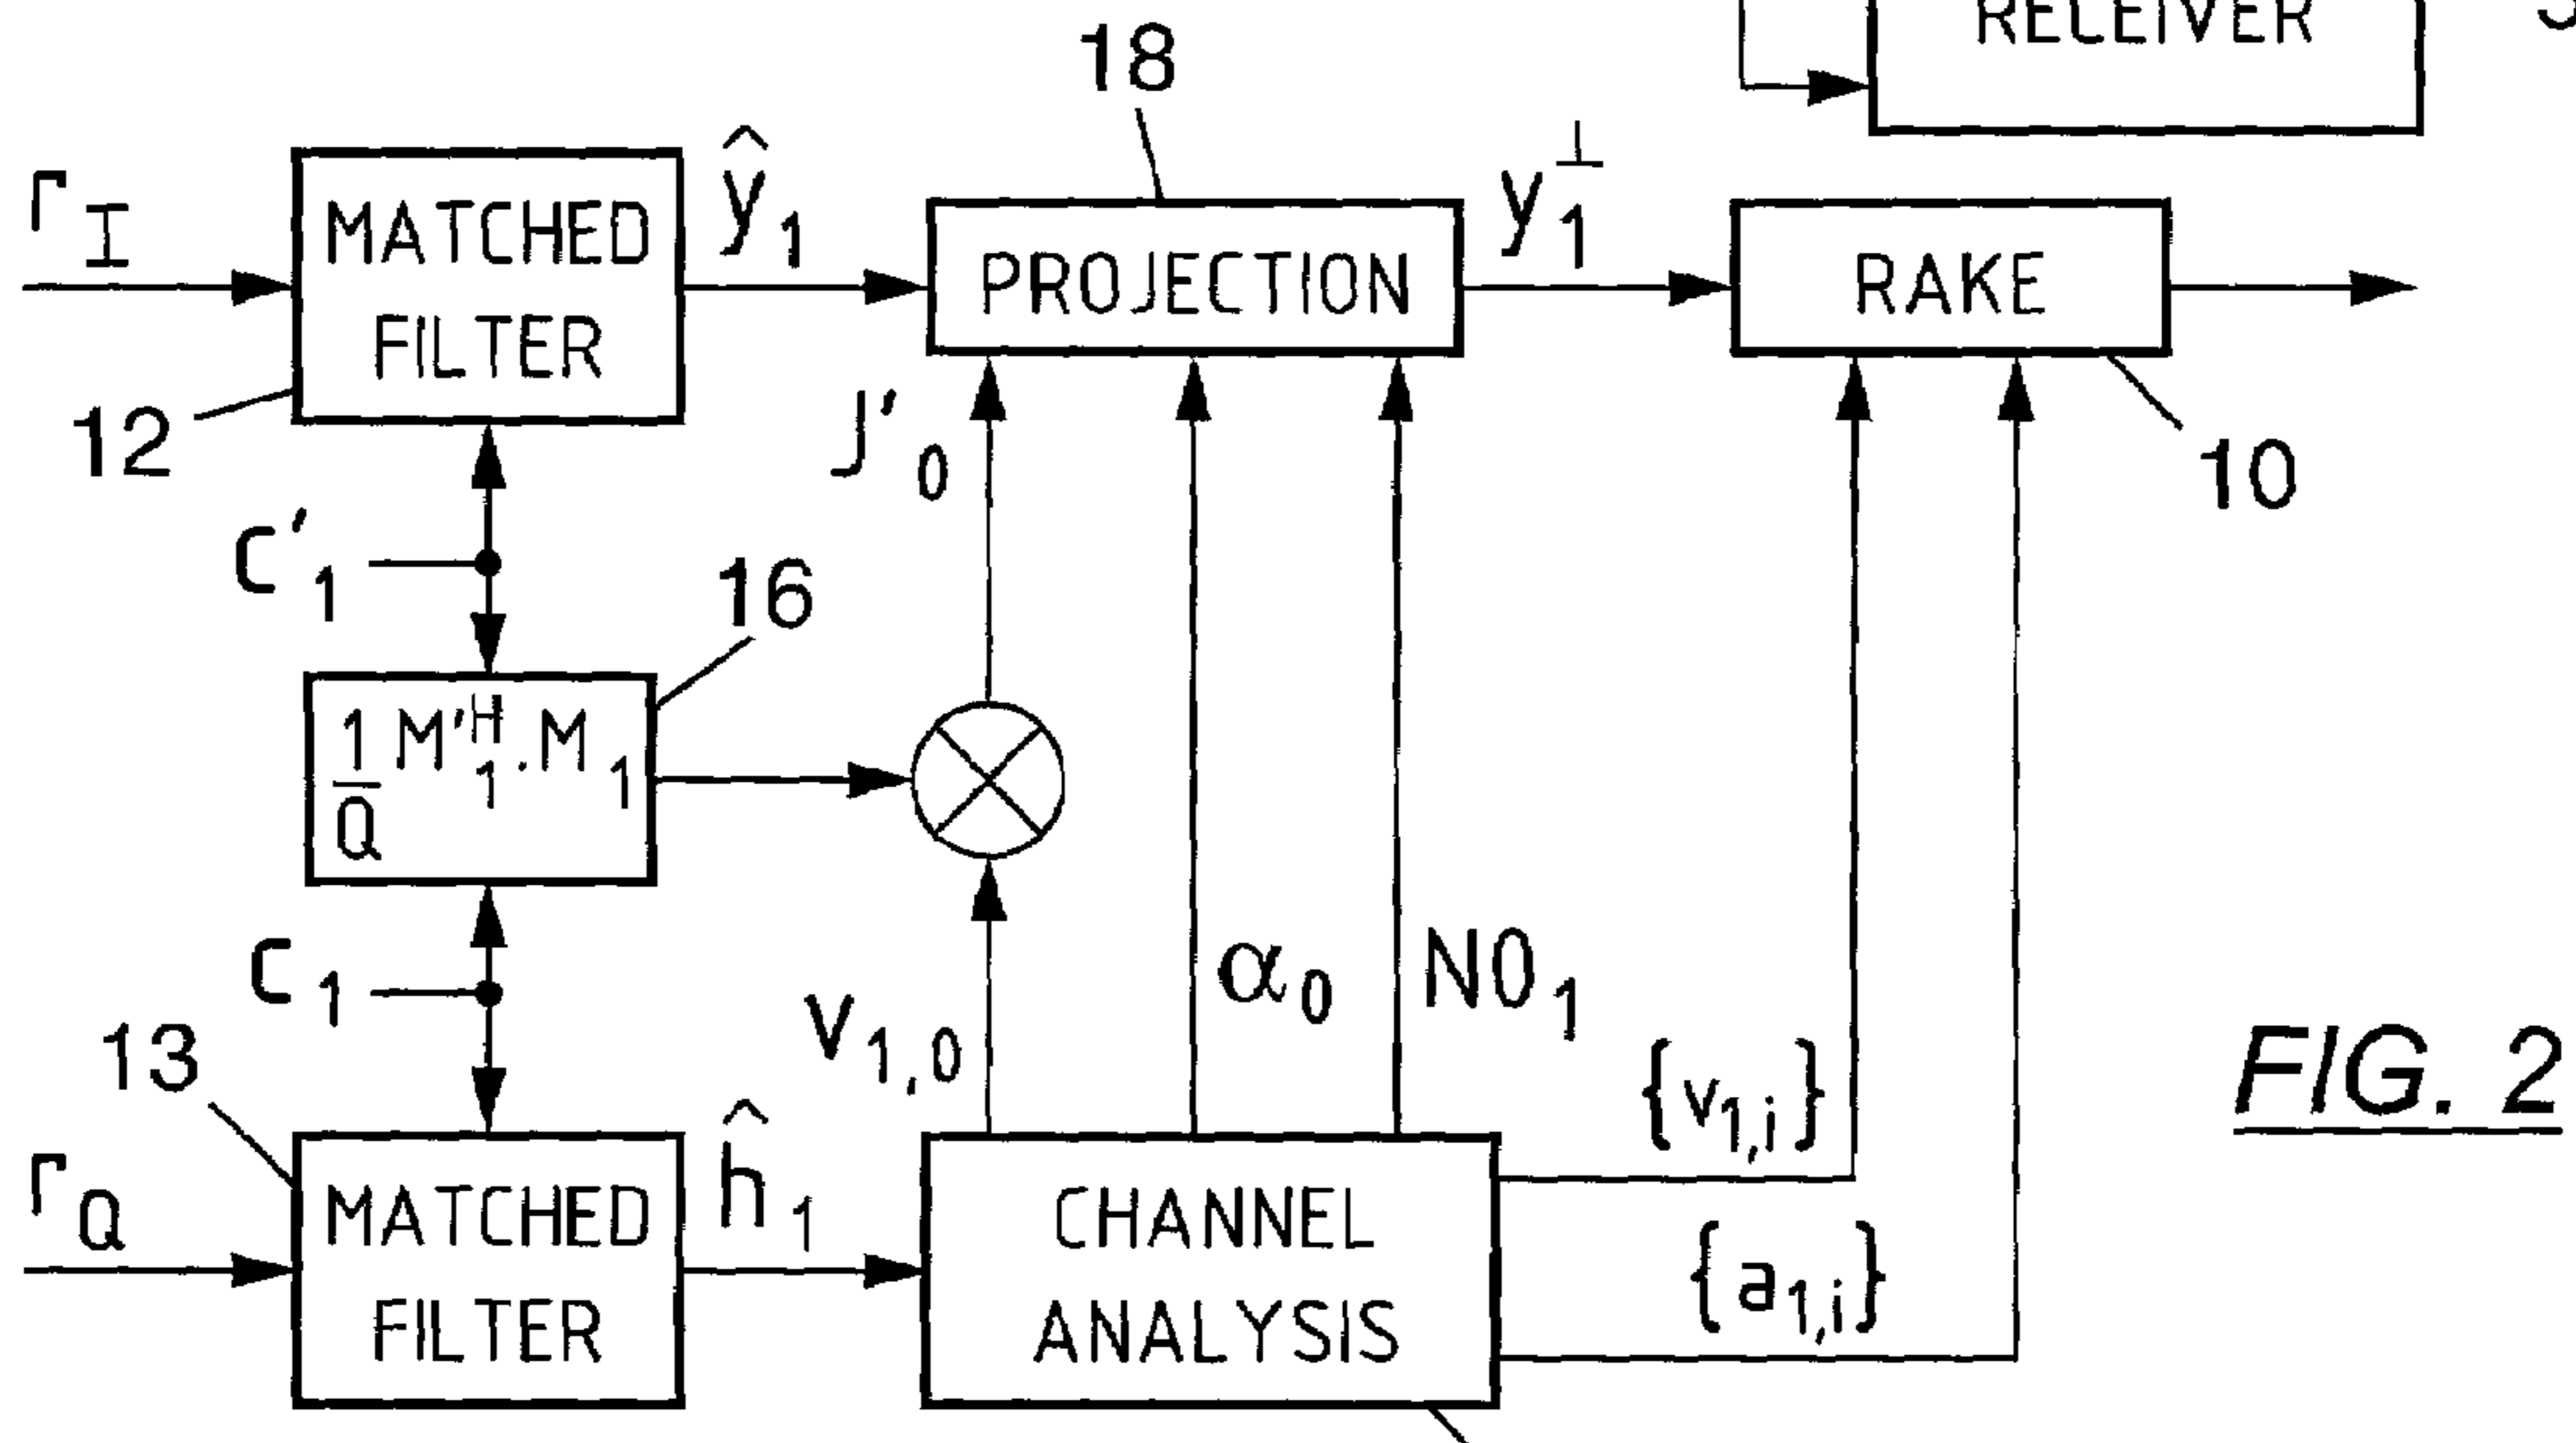 RECEIVER
18
r_I
MATCHED
FILTER
ŷ_1
PROJECTION
y_1^⊥
RAKE
12
J'_0
10
C'_1
16
1/Q M'_1^H . M_1
C_1
V_1,0
α_0
N0_1
13
{v_1,i}
FIG. 2
r_Q
MATCHED
FILTER
ĥ_1
CHANNEL
ANALYSIS
{a_1,i}